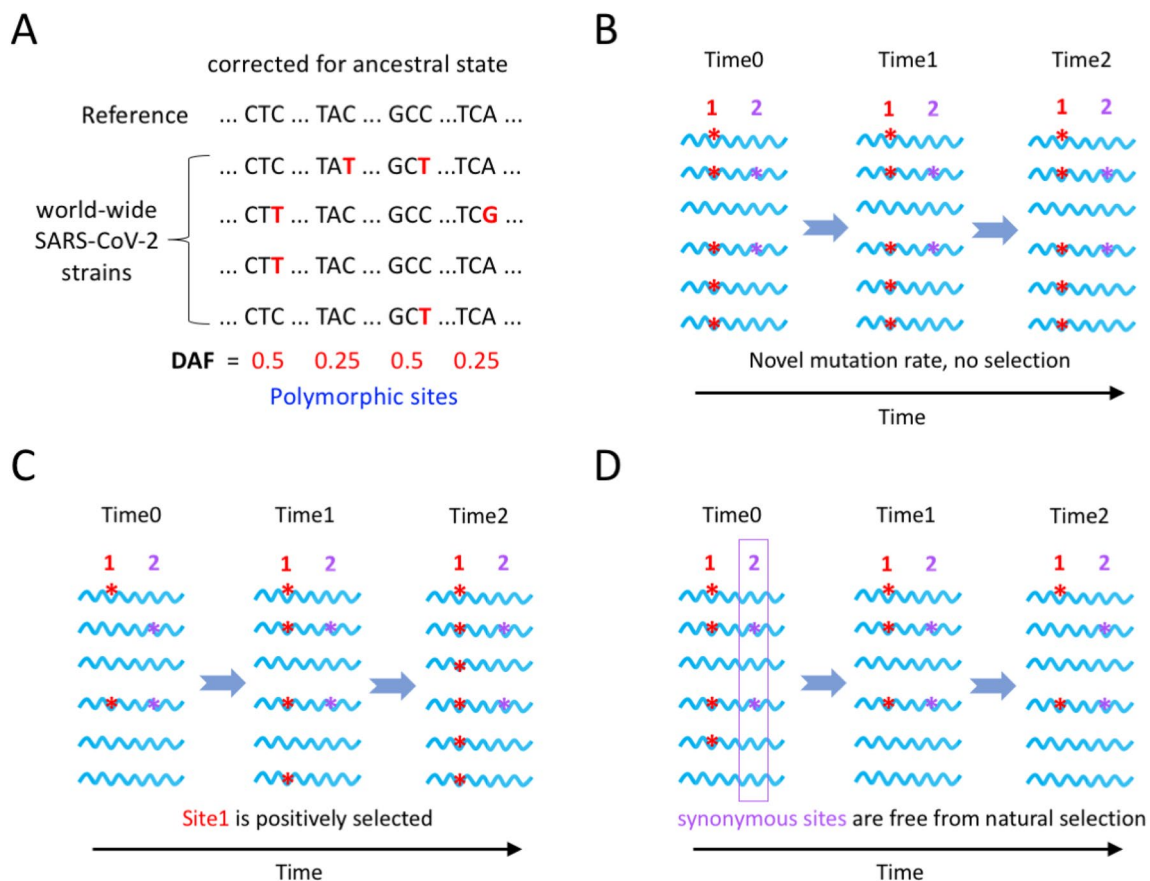 A
corrected for ancestral state
Reference ... CTC ... TAC ... GCC ...TCA ...
... CTC ... TAT ... GCT ...TCA ...
world-wide
SARS-CoV-2
strains
... CTT ... TAC ... GCC ...TCG ...
... CTT ... TAC ... GCC ...TCA ...
... CTC ... TAC ... GCT ...TCA ...
DAF = 0.5 0.25 0.5 0.25
Polymorphic sites
B
Time0 Time1 Time2
1 2 1 2 1 2
Novel mutation rate, no selection
Time
C
Time0 Time1 Time2
1 2 1 2 1 2
Site1 is positively selected
Time
D
Time0 Time1 Time2
1 2 1 2 1 2
synonymous sites are free from natural selection
Time